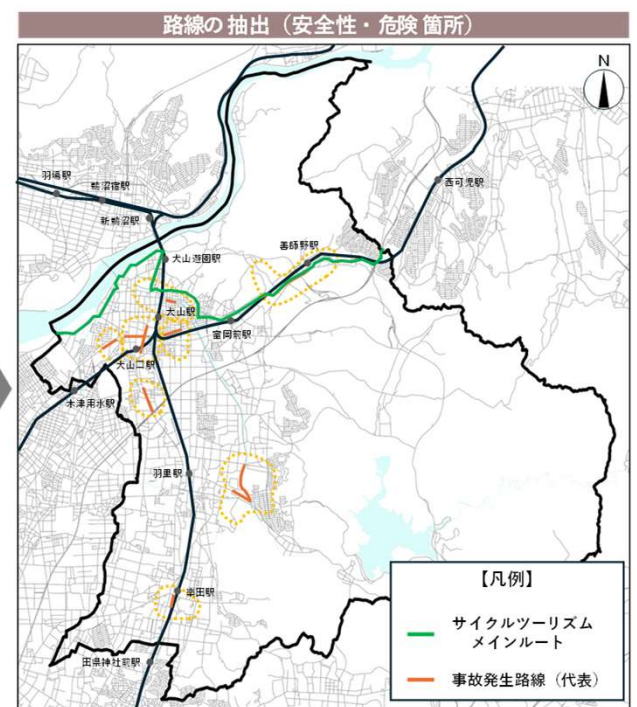 路線の抽出（安全性・危険箇所）
N
羽場駅
鵜沼宿駅
新鵜沼駅
西可児駅
善師野駅
犬山遊園駅
犬山駅
富岡前駅
犬山口駅
木津用水駅
羽黒駅
楽田駅
田県神社前駅
【凡例】
サイクルツーリズム
メインルート
事故発生路線（代表）